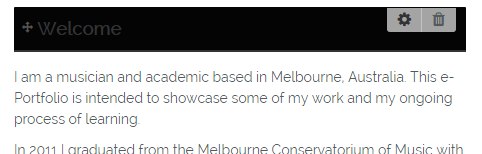 Welcome
I am a musician and academic based in Melbourne, Australia. This e-
Portfolio is intended to showcase some of my work and my ongoing
process of learning.
In 2011 I graduated from the Melbourne Conservatorium of Music with